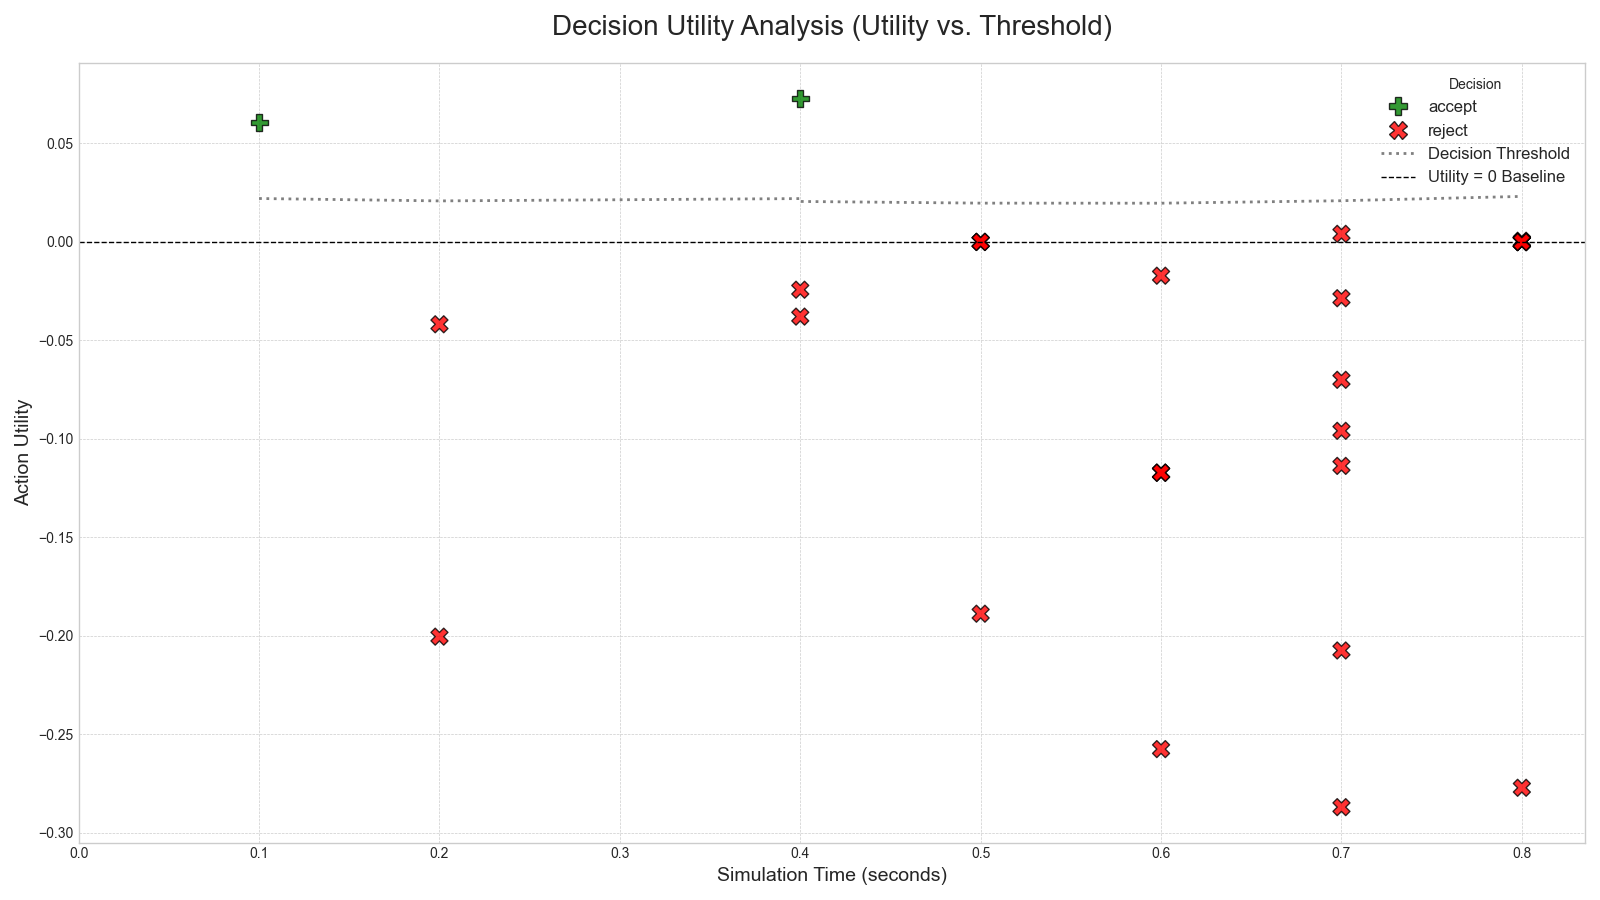 Decision Utility Analysis (Utility vs. Threshold)
Decision
accept
reject
Decision Threshold
Utility = 0 Baseline
Action Utility
0.05
0.00
−0.05
−0.10
−0.15
−0.20
−0.25
−0.30
0.0 0.1 0.2 0.3 0.4 0.5 0.6 0.7 0.8
Simulation Time (seconds)